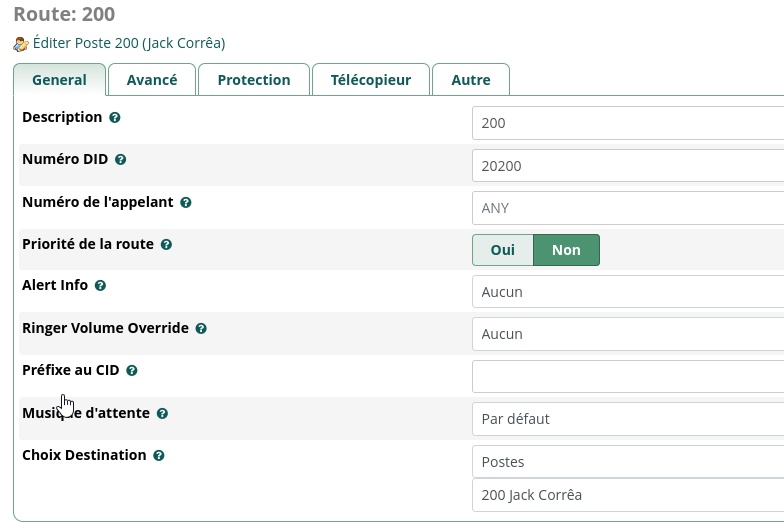 Route: 200
Éditer Poste 200 (Jack Corrêa)
General Avancé Protection Télécopieur Autre
Description 200
Numéro DID 20200
Numéro de l'appelant ANY
Priorité de la route Oui Non
Alert Info Aucun
Ringer Volume Override Aucun
Préfixe au CID
Musique d'attente Par défaut
Choix Destination Postes
200 Jack Corrêa